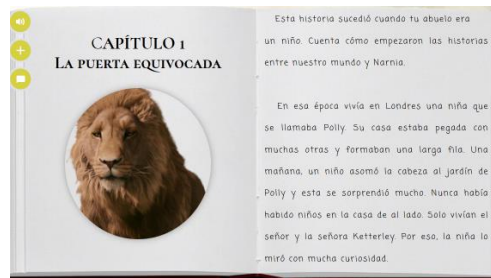 CAPÍTULO 1
LA PUERTA EQUIVOCADA
Esta historia sucedió cuando tu abuelo era
un niño. Cuenta cómo empezaron las historias
entre nuestro mundo y Narnia.
En esa época vivía en Londres una niña que
se llamaba Polly. Su casa estaba pegada con
muchas otras y formaban una larga fila. Una
mañana, un niño asomó la cabeza al jardín de
Polly y esta se sorprendió mucho. Nunca había
habido niños en la casa de al lado. Solo vivían el
señor y la señora Ketterley. Por eso, la niña lo
miró con mucha curiosidad.